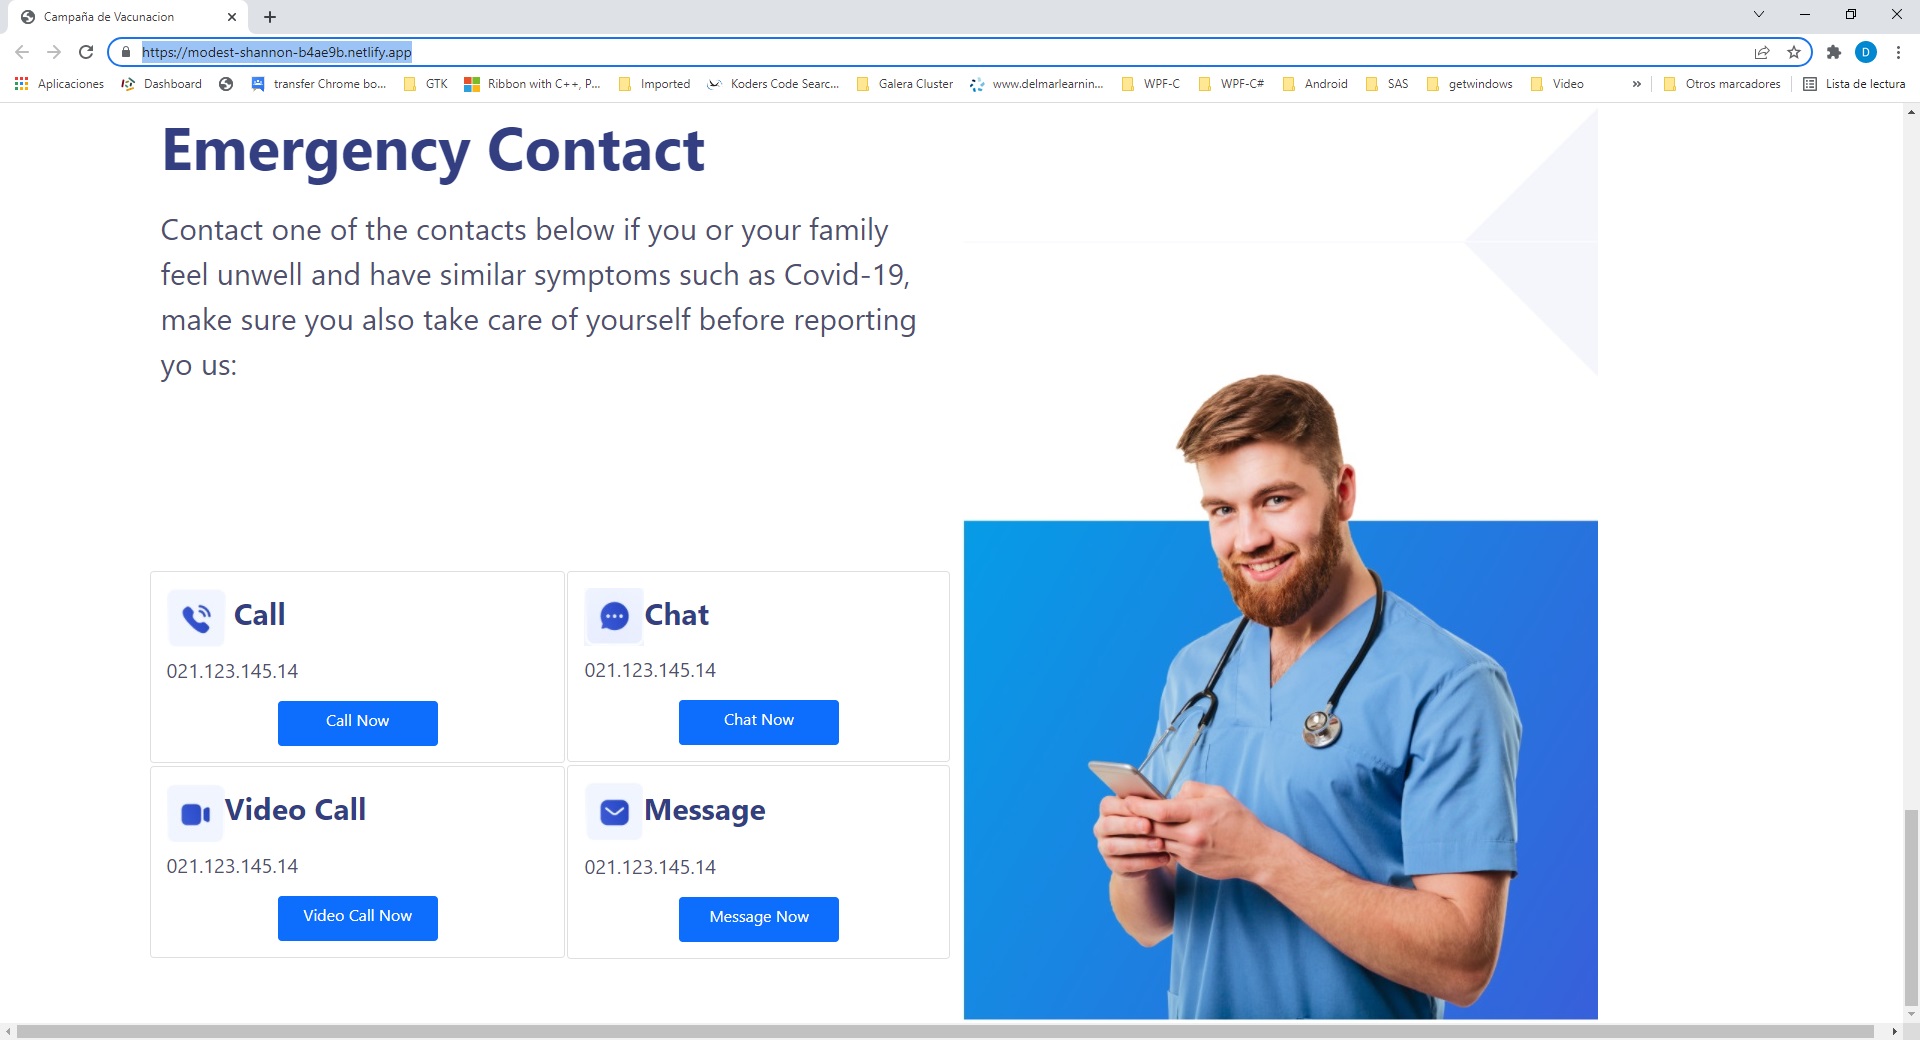 Campaña de Vacunacion
https://modest-shannon-b4ae9b.netlify.app
D
Aplicaciones
Dashboard
transfer Chrome bo...
GTK
Ribbon with C++, P...
Imported
Koders Code Searc...
Galera Cluster
www.delmarlearnin...
WPF-C
WPF-C#
Android
SAS
getwindows
Video
»
Otros marcadores
Lista de lectura
Emergency Contact
Contact one of the contacts below if you or your family
feel unwell and have similar symptoms such as Covid-19,
make sure you also take care of yourself before reporting
yo us:
Call
021.123.145.14
Call Now
Chat
021.123.145.14
Chat Now
Video Call
021.123.145.14
Video Call Now
Message
021.123.145.14
Message Now